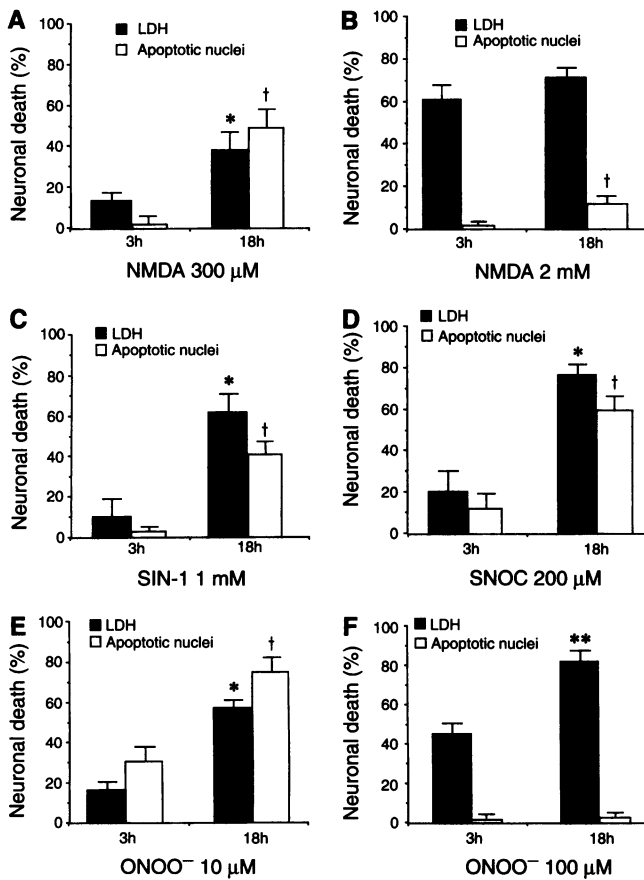 A
LDH
Apoptotic nuclei
Neuronal death (%)
100
80
60
40
20
0
*
†
3h
18h
NMDA 300 µM
B
LDH
Apoptotic nuclei
Neuronal death (%)
100
80
60
40
20
0
†
3h
18h
NMDA 2 mM
C
LDH
Apoptotic nuclei
Neuronal death (%)
100
80
60
40
20
0
*
†
3h
18h
SIN-1 1 mM
D
LDH
Apoptotic nuclei
Neuronal death (%)
100
80
60
40
20
0
*
†
3h
18h
SNOC 200 µM
E
LDH
Apoptotic nuclei
Neuronal death (%)
100
80
60
40
20
0
*
†
3h
18h
ONOO⁻ 10 µM
F
LDH
Apoptotic nuclei
Neuronal death (%)
100
80
60
40
20
0
**
3h
18h
ONOO⁻ 100 µM